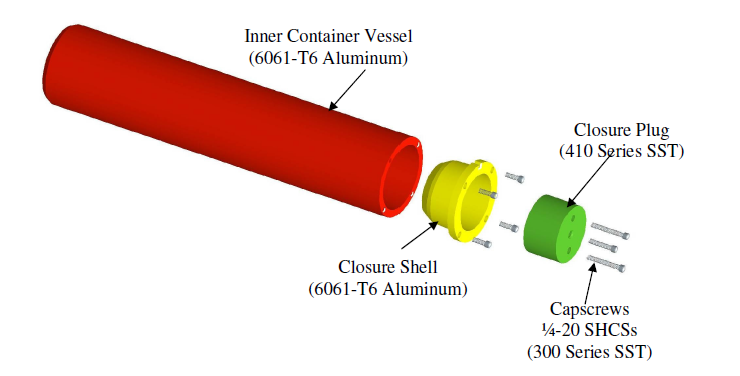 Inner Container Vessel
(6061-T6 Aluminum)
Closure Plug
(410 Series SST)
Closure Shell
(6061-T6 Aluminum)
Capscrews
¼-20 SHCSs
(300 Series SST)